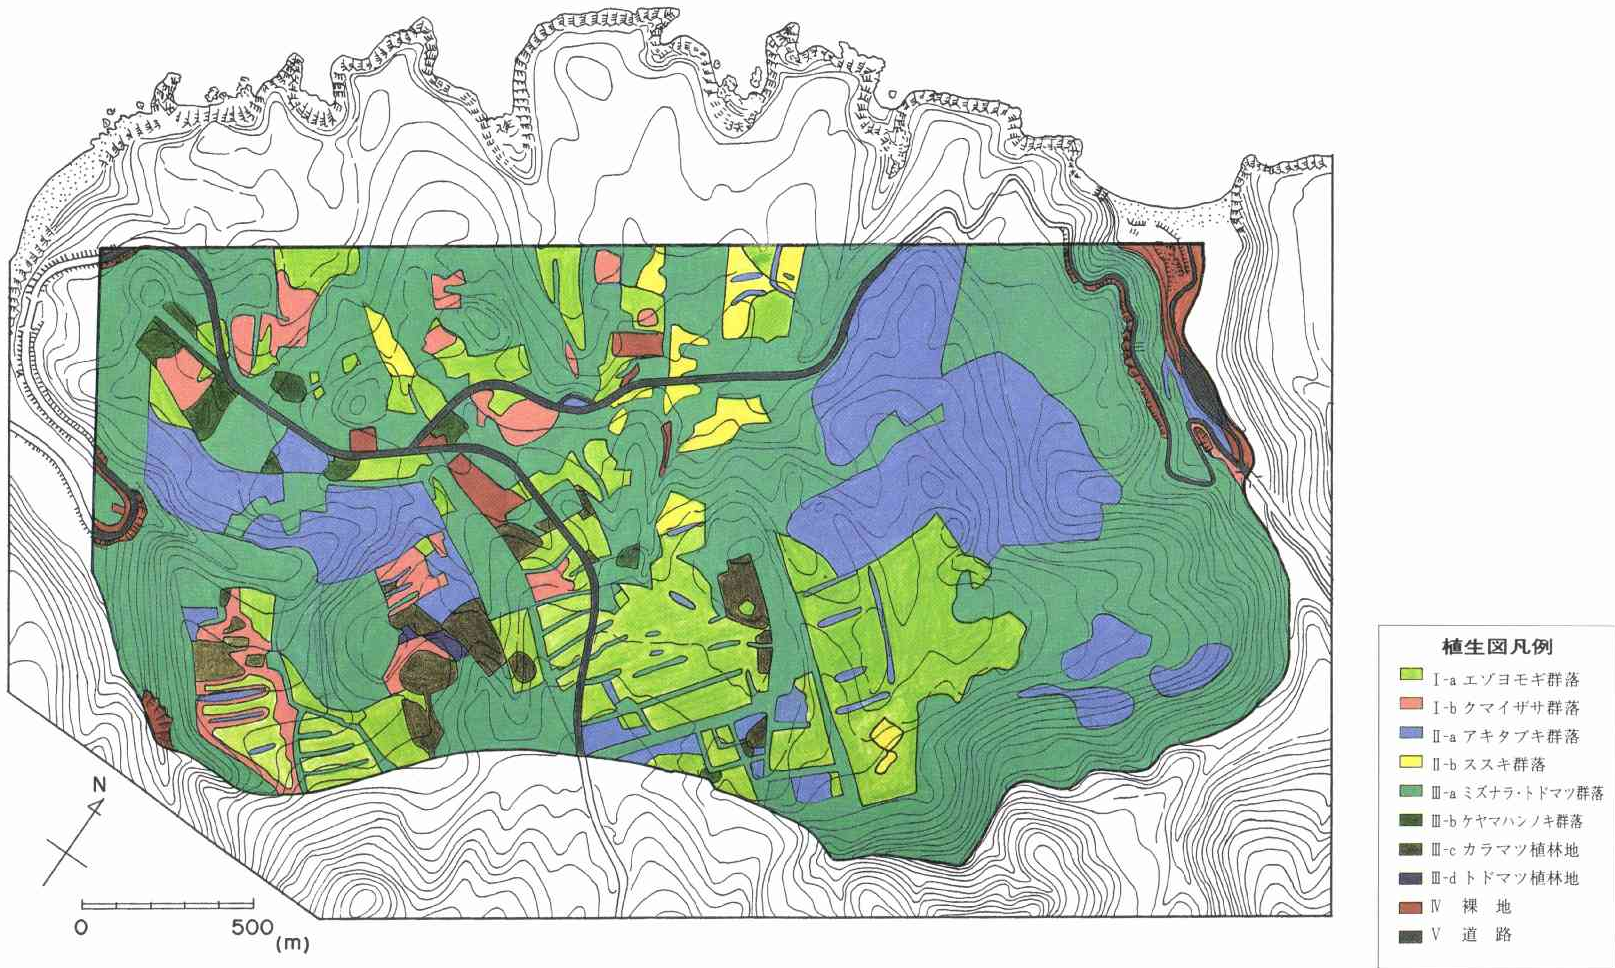 植生図凡例
Ⅰ-a エゾヨモギ群落
Ⅰ-b クマイザサ群落
Ⅱ-a アキタブキ群落
Ⅱ-b ススキ群落
Ⅲ-a ミズナラ・トドマツ群落
Ⅲ-b ケヤマハンノキ群落
Ⅲ-c カラマツ植林地
Ⅲ-d トドマツ植林地
Ⅳ 裸 地
Ⅴ 道 路
N
0 500
(m)